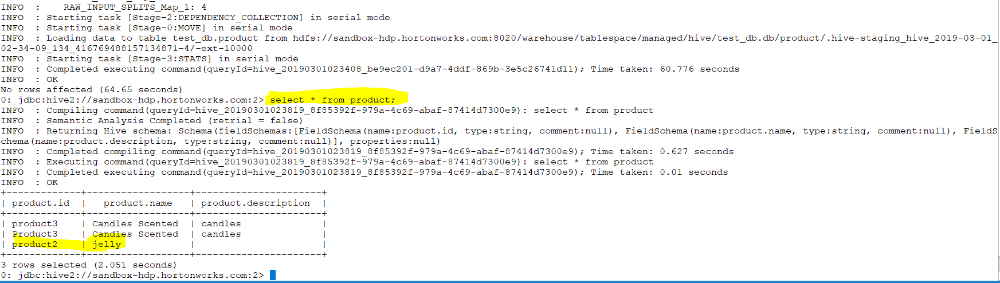 INFO  :     RAW_INPUT_SPLITS_Map_1: 4
INFO  : Starting task [Stage-2:DEPENDENCY_COLLECTION] in serial mode
INFO  : Starting task [Stage-0:MOVE] in serial mode
INFO  : Loading data to table test_db.product from hdfs://sandbox-hdp.hortonworks.com:8020/warehouse/tablespace/managed/hive/test_db.db/product/.hive-staging_hive_2019-03-01_
02-34-09_134_4167694881571348​71-4/-ext-10000
INFO  : Starting task [Stage-3:STATS] in serial mode
INFO  : Completed executing command(queryId=hive_20190301023408_be9ec201-d9a7-4ddf-869b-3e5c26741d11); Time taken: 60.776 seconds
INFO  : OK
No rows affected (64.65 seconds)
0: jdbc:hive2://sandbox-hdp.hortonworks.com:2> select * from product;
INFO  : Compiling command(queryId=hive_20190301023819_8f85392f-979a-4c69-abaf-87414d7300e9): select * from product
INFO  : Semantic Analysis Completed (retrial = false)
INFO  : Returning Hive schema: Schema(fieldSchemas:[FieldSchema(name:product.id, type:string, comment:null), FieldSchema(name:product.name, type:string, comment:null), FieldS
chema(name:product.description, type:string, comment:null)], properties:null)
INFO  : Completed compiling command(queryId=hive_20190301023819_8f85392f-979a-4c69-abaf-87414d7300e9); Time taken: 0.627 seconds
INFO  : Executing command(queryId=hive_20190301023819_8f85392f-979a-4c69-abaf-87414d7300e9): select * from product
INFO  : Completed executing command(queryId=hive_20190301023819_8f85392f-979a-4c69-abaf-87414d7300e9); Time taken: 0.01 seconds
INFO  : OK
+-------------+------------------+----------------------+
| product.id  |   product.name   | product.description  |
+-------------+------------------+----------------------+
| product3    | Candles Scented  | candles              |
| Product3    | Candles Scented  | candles              |
| product2    | jelly            |                      |
+-------------+------------------+----------------------+
3 rows selected (2.051 seconds)
0: jdbc:hive2://sandbox-hdp.hortonworks.com:2>